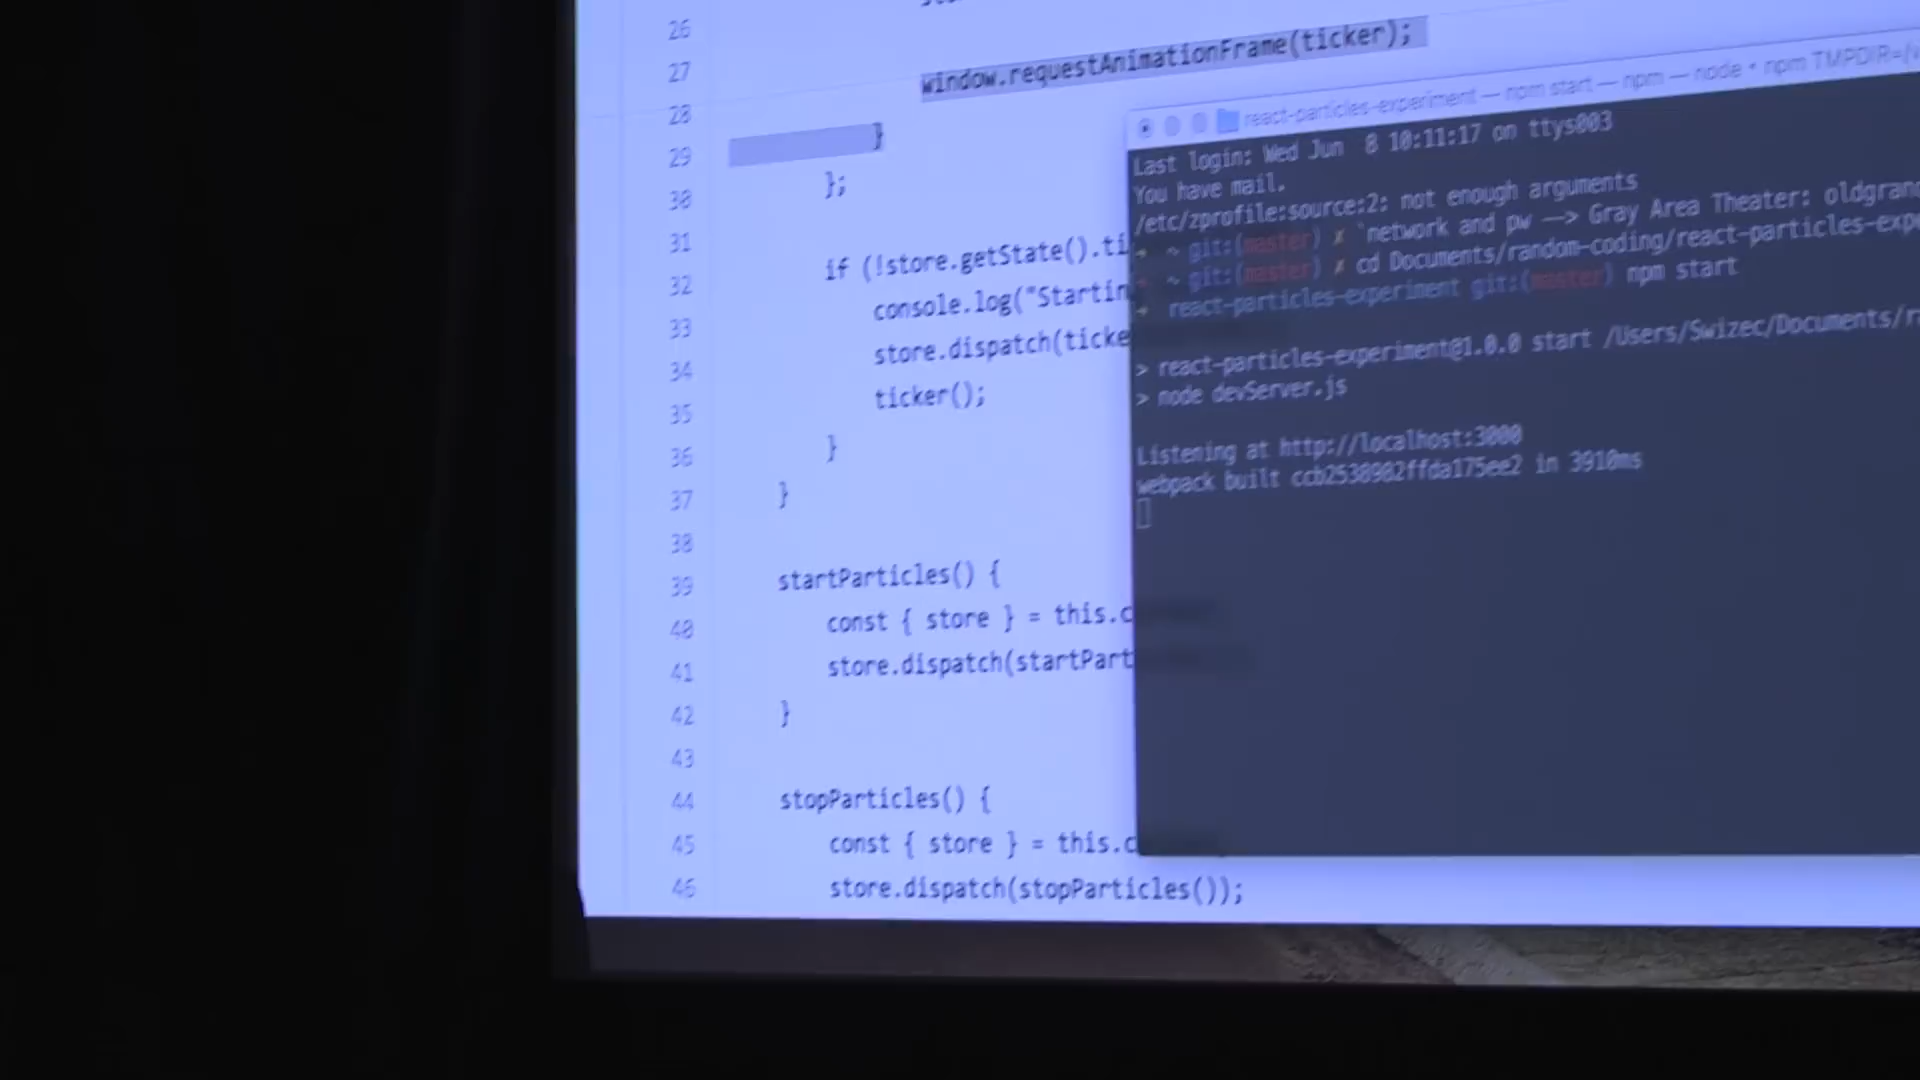 26
27 window.requestAnimationFrame(ticker);
28
29 }
30 };
31
32 if (!store.getState().ti
33 console.log("Startin
34 store.dispatch(ticke
35 ticker();
36 }
37 }
38
39 startParticles() {
40 const { store } = this.c
41 store.dispatch(startPart
42 }
43
44 stopParticles() {
45 const { store } = this.c
46 store.dispatch(stopParticles());
react-particles-experiment — npm start — npm — node • npm TMPDIR=/
Last login: Wed Jun 8 10:11:17 on ttys003
You have mail.
/etc/zprofile:source:2: not enough arguments
~ git:(master) ✗ `network and pw —> Gray Area Theater: oldgran
~ git:(master) ✗ cd Documents/random-coding/react-particles-exp
react-particles-experiment git:(master) npm start
> react-particles-experiment@1.0.0 start /Users/Swizec/Documents/r
> node devServer.js
Listening at http://localhost:3000
webpack built ccb2538982ffda175ee2 in 3910ms